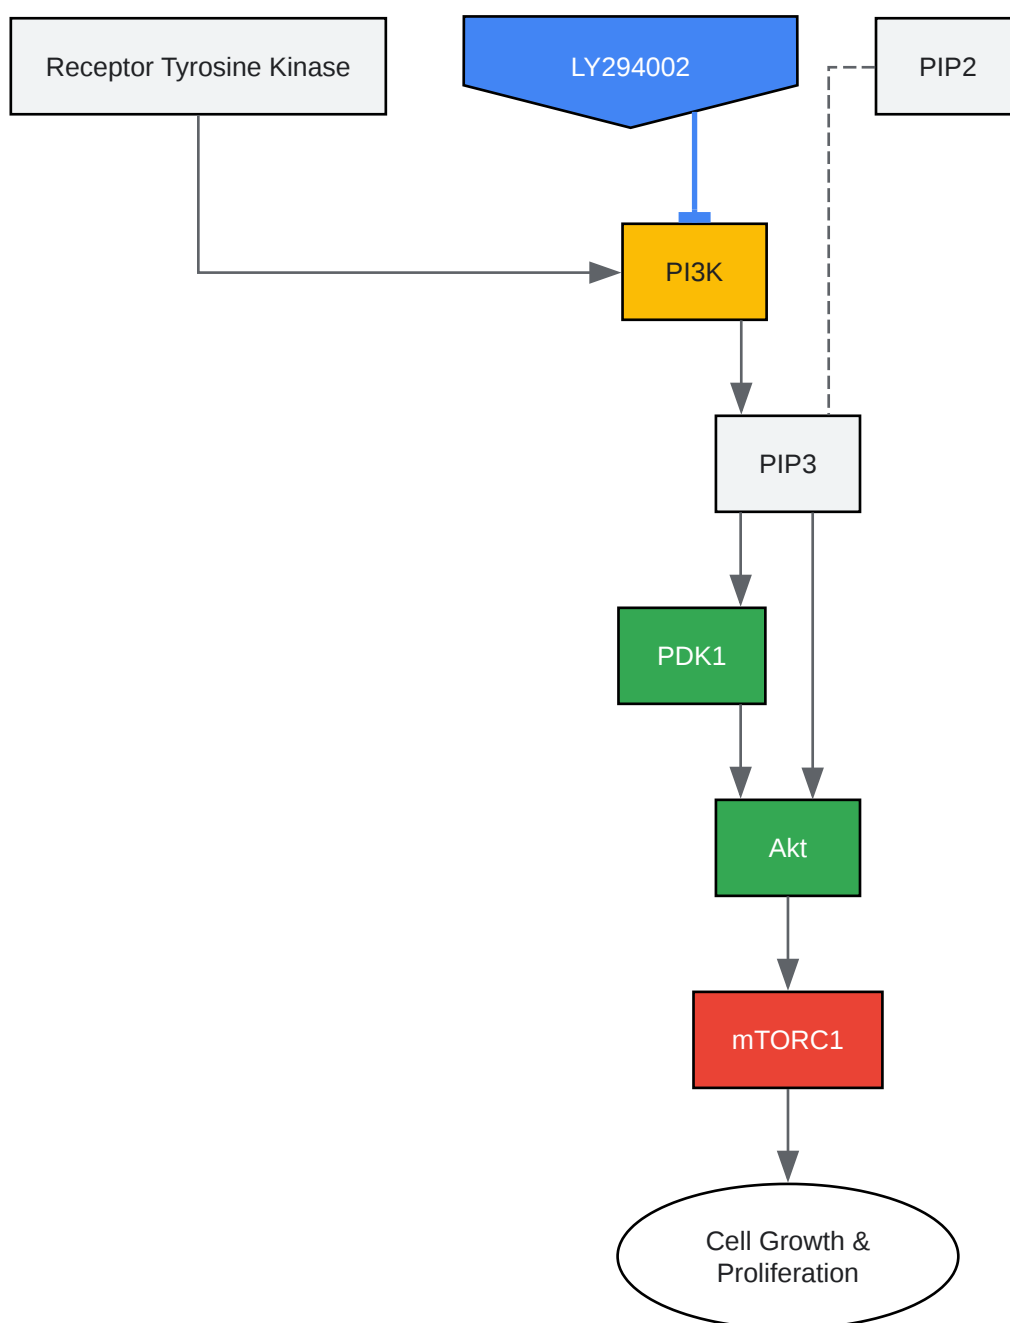 Receptor Tyrosine Kinase
LY294002
PIP2
PI3K
PIP3
PDK1
Akt
mTORC1
Cell Growth &
Proliferation